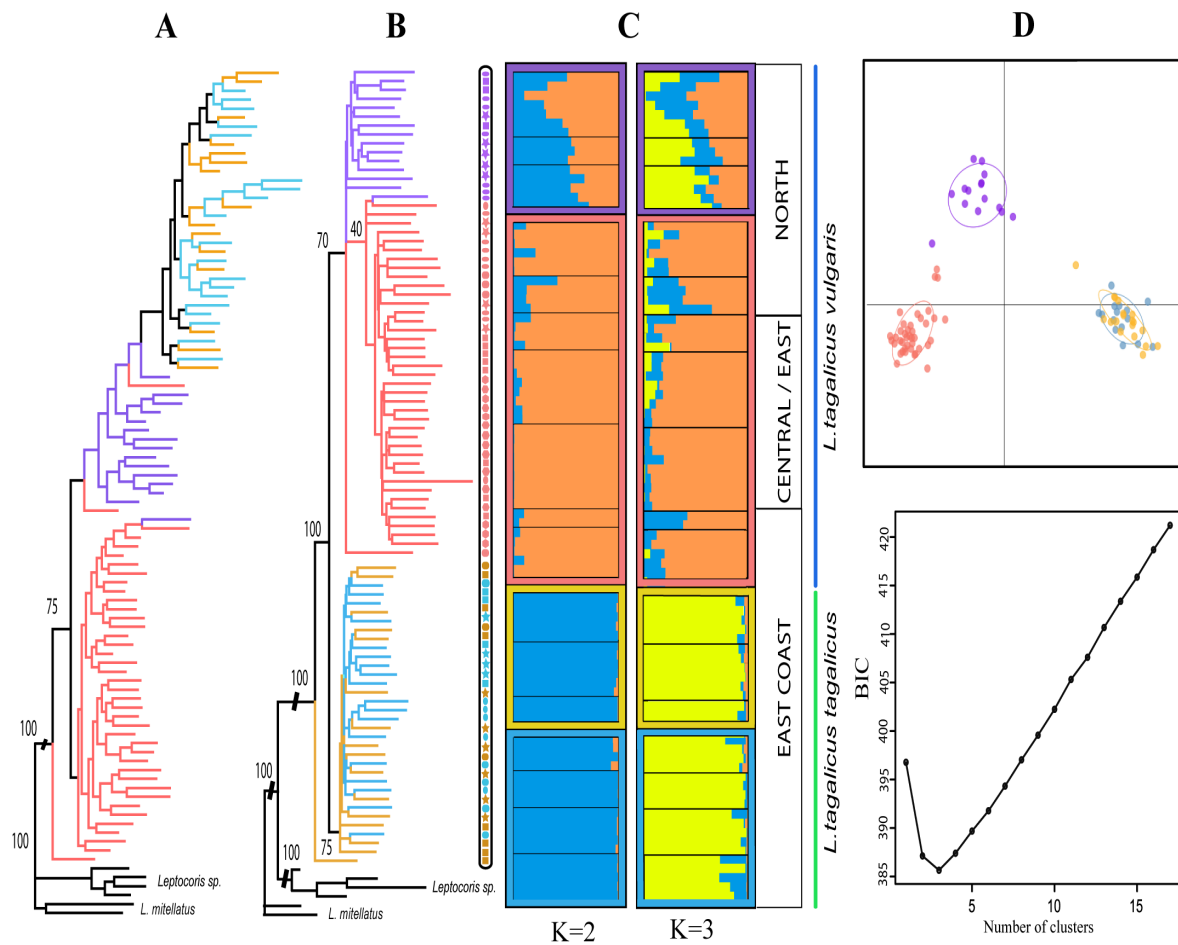 A
B
C
D
100
75
100
Leptocoris sp.
L. mitellatus
70
40
100
100
75
100
100
Leptocoris sp.
L. mitellatus
K=2
K=3
NORTH
CENTRAL / EAST
EAST COAST
L.tagalicus vulgaris
L.tagalicus tagalicus
BIC
420
415
410
405
400
395
390
385
5
10
15
Number of clusters